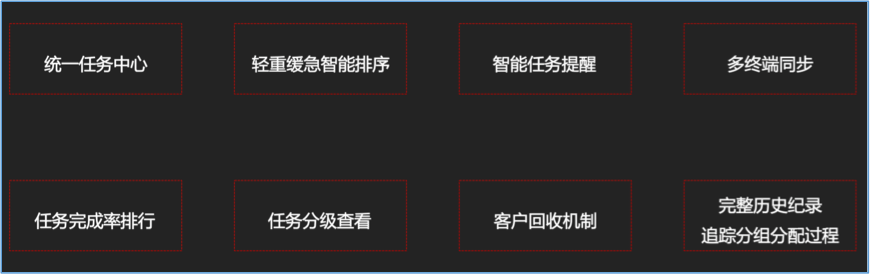 统一任务中心
轻重缓急智能排序
智能任务提醒
多终端同步
任务完成率排行
任务分级查看
客户回收机制
完整历史纪录
追踪分组分配过程